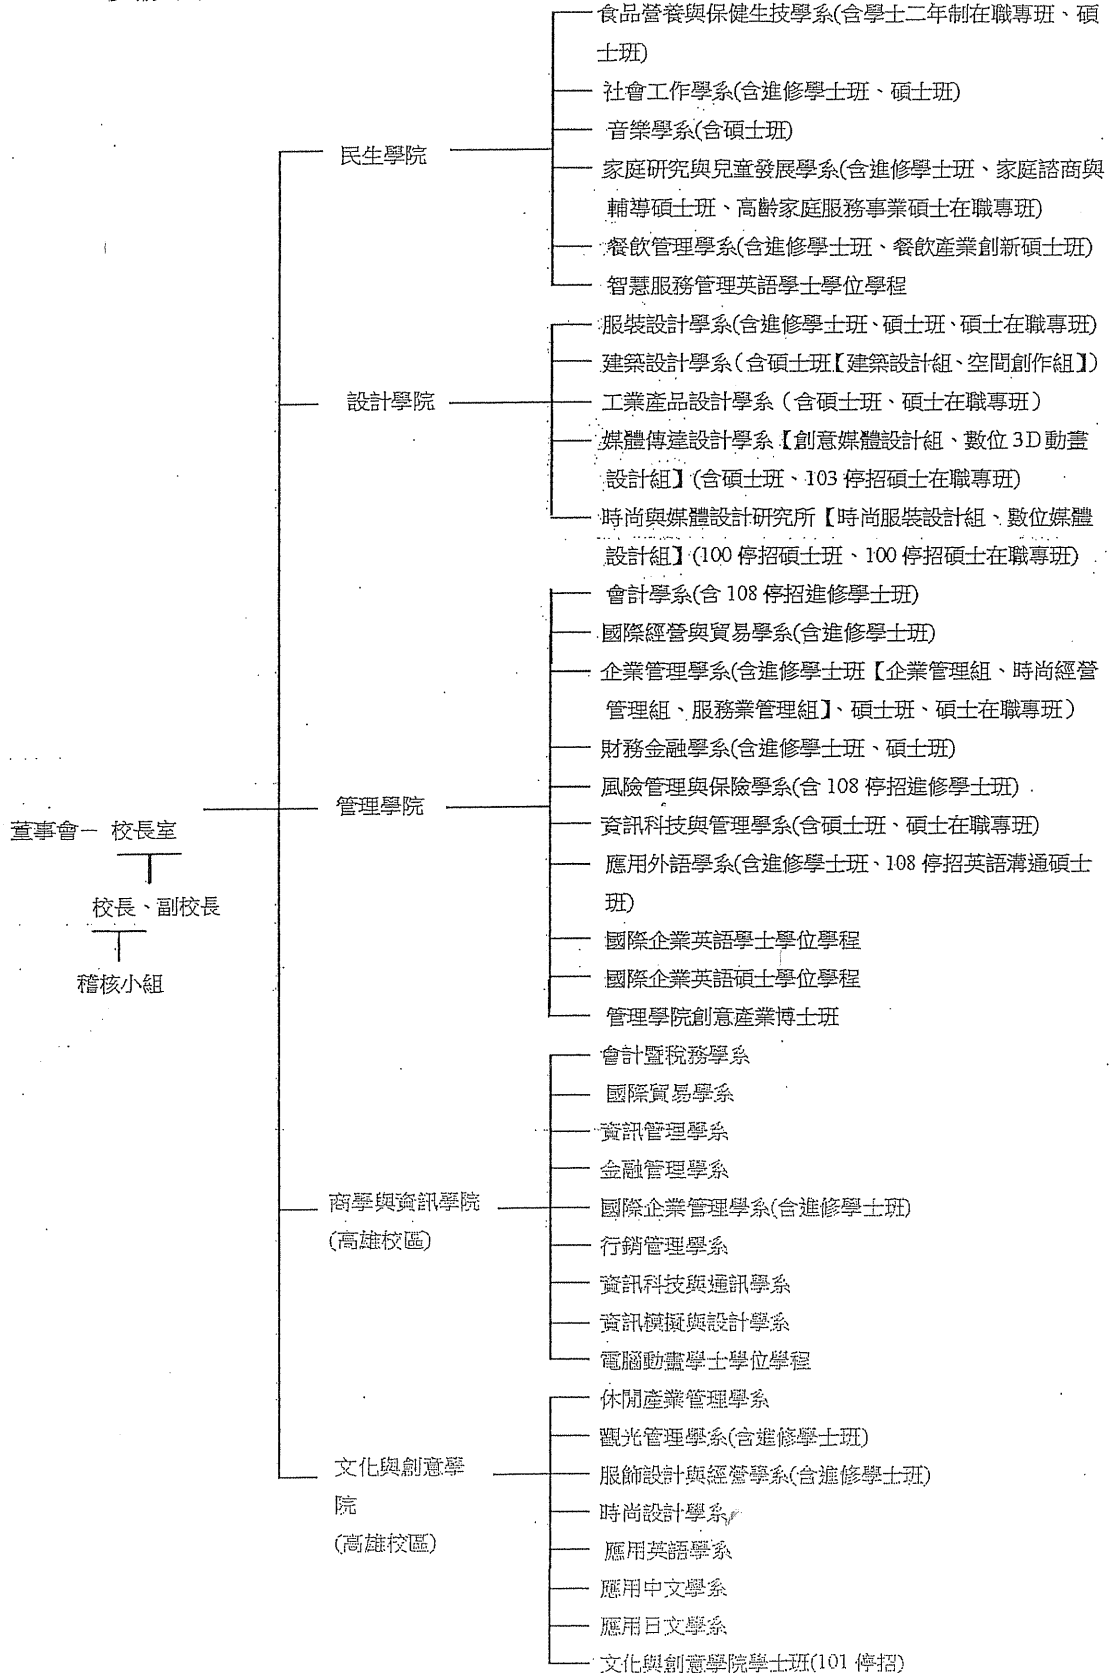 食品營養與保健生技學系(含學士二年制在職專班、碩
士班)
社會工作學系(含進修學士班、碩士班)
音樂學系(含碩士班)
民生學院
家庭研究與兒童發展學系(含進修學士班、家庭諮商與
輔導碩士班、高齡家庭服務事業碩士在職專班)
餐飲管理學系(含進修學士班、餐飲產業創新碩士班)
智慧服務管理英語學士學位學程
服裝設計學系(含進修學士班、碩士班、碩士在職專班)
建築設計學系(含碩士班【建築設計組、空間創作組】)
設計學院
工業產品設計學系(含碩士班、碩士在職專班)
媒體傳達設計學系【創意媒體設計組、數位3D動畫
設計組】(含碩士班、103停招碩士在職專班)
時尚與媒體設計研究所【時尚服裝設計組、數位媒體
設計組】(100停招碩士班、100停招碩士在職專班)
會計學系(含108停招進修學士班)
國際經營與貿易學系(含進修學士班)
企業管理學系(含進修學士班【企業管理組、時尚經營
管理組、服務業管理組】、碩士班、碩士在職專班)
財務金融學系(含進修學士班、碩士班)
風險管理與保險學系(含108停招進修學士班)
管理學院
董事會－ 校長室
資訊科技與管理學系(含碩士班、碩士在職專班)
應用外語學系(含進修學士班、108停招英語溝通碩士
班)
校長、副校長
國際企業英語學士學位學程
國際企業英語碩士學位學程
稽核小組
管理學院創意產業博士班
會計暨稅務學系
國際貿易學系
資訊管理學系
金融管理學系
商學與資訊學院
(高雄校區)
國際企業管理學系(含進修學士班)
行銷管理學系
資訊科技與通訊學系
資訊模擬與設計學系
電腦動畫學士學位學程
休閒產業管理學系
觀光管理學系(含進修學士班)
文化與創意學
院
(高雄校區)
服飾設計與經營學系(含進修學士班)
時尚設計學系
應用英語學系
應用中文學系
應用日文學系
文化與創意學院學士班(101停招)